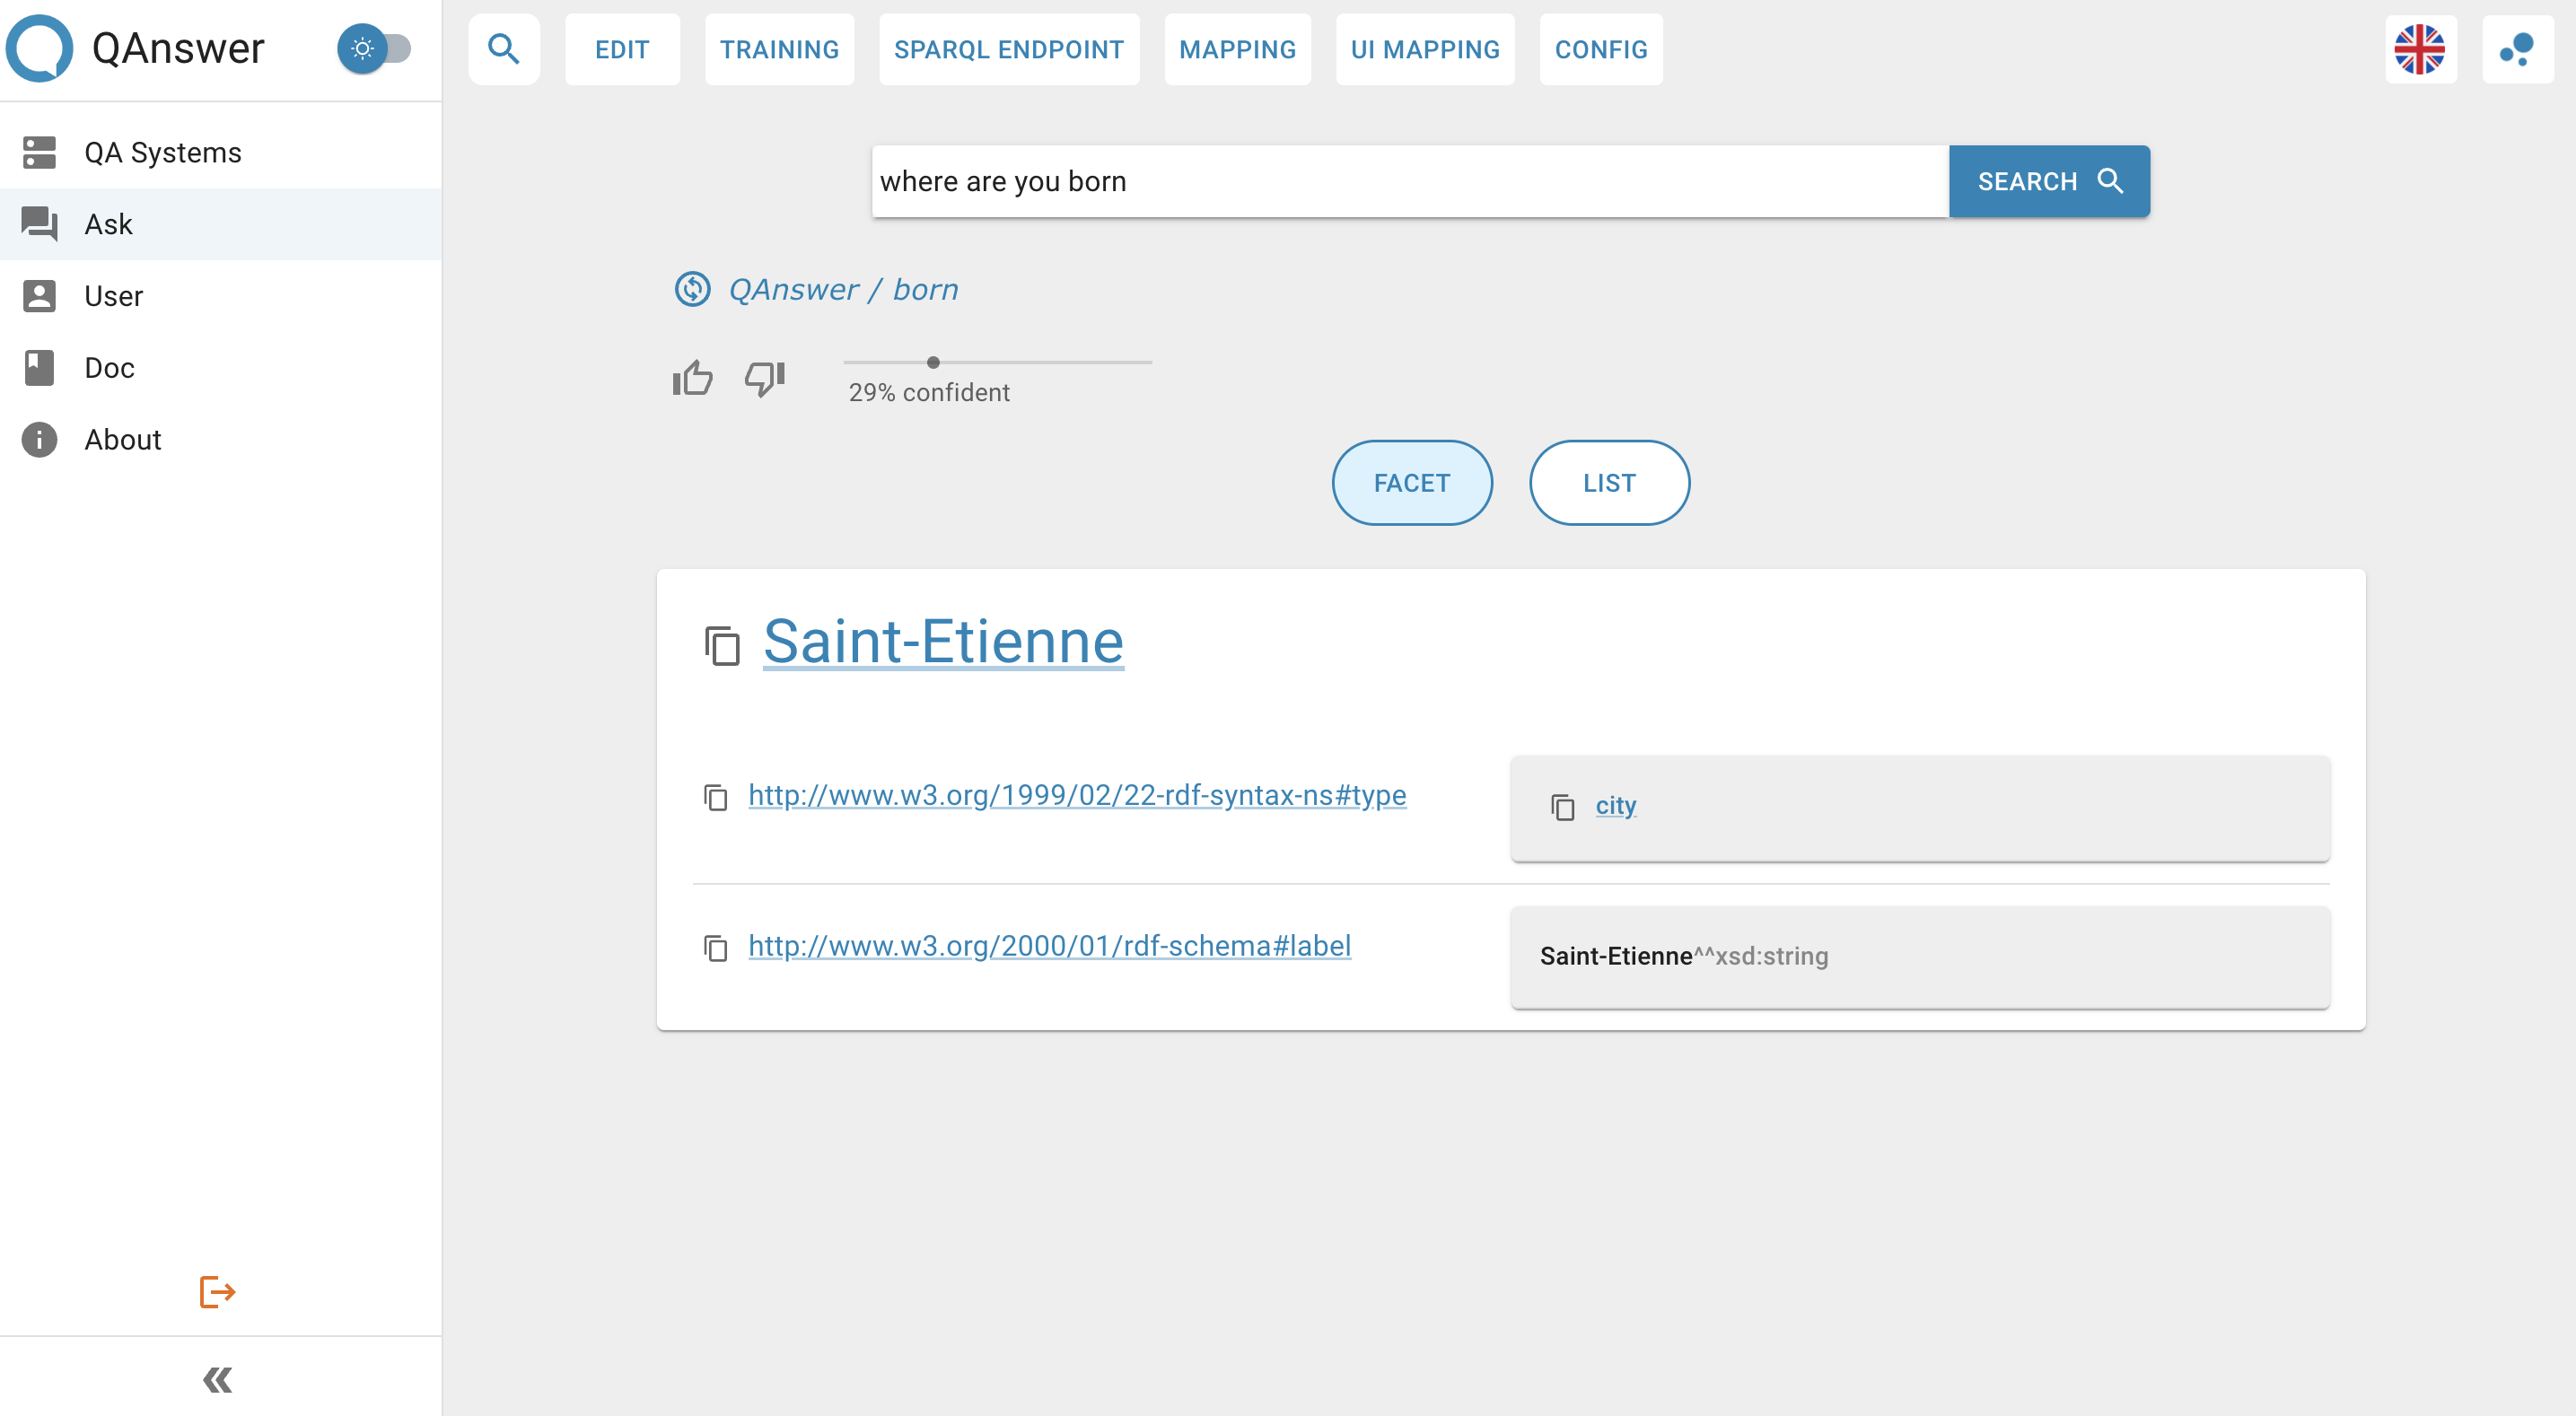 QAnswer
EDIT
TRAINING
SPARQL ENDPOINT
MAPPING
UI MAPPING
CONFIG
QA Systems
Ask
User
Doc
About
where are you born
SEARCH
QAnswer / born
29% confident
FACET
LIST
Saint-Etienne
http://www.w3.org/1999/02/22-rdf-syntax-ns#type
city
http://www.w3.org/2000/01/rdf-schema#label
Saint-Etienne^^xsd:string